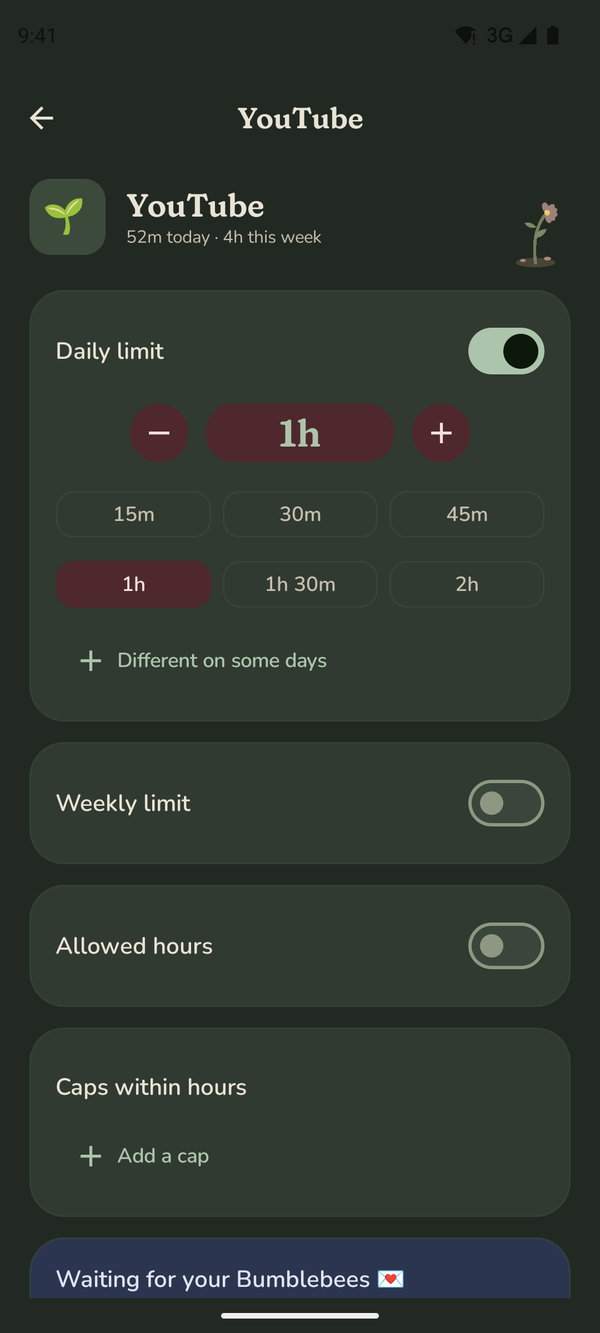 9:41
3G
YouTube
YouTube
52m today · 4h this week
Daily limit
1h
15m
30m
45m
1h
1h 30m
2h
Different on some days
Weekly limit
Allowed hours
Caps within hours
Add a cap
Waiting for your Bumblebees 💌